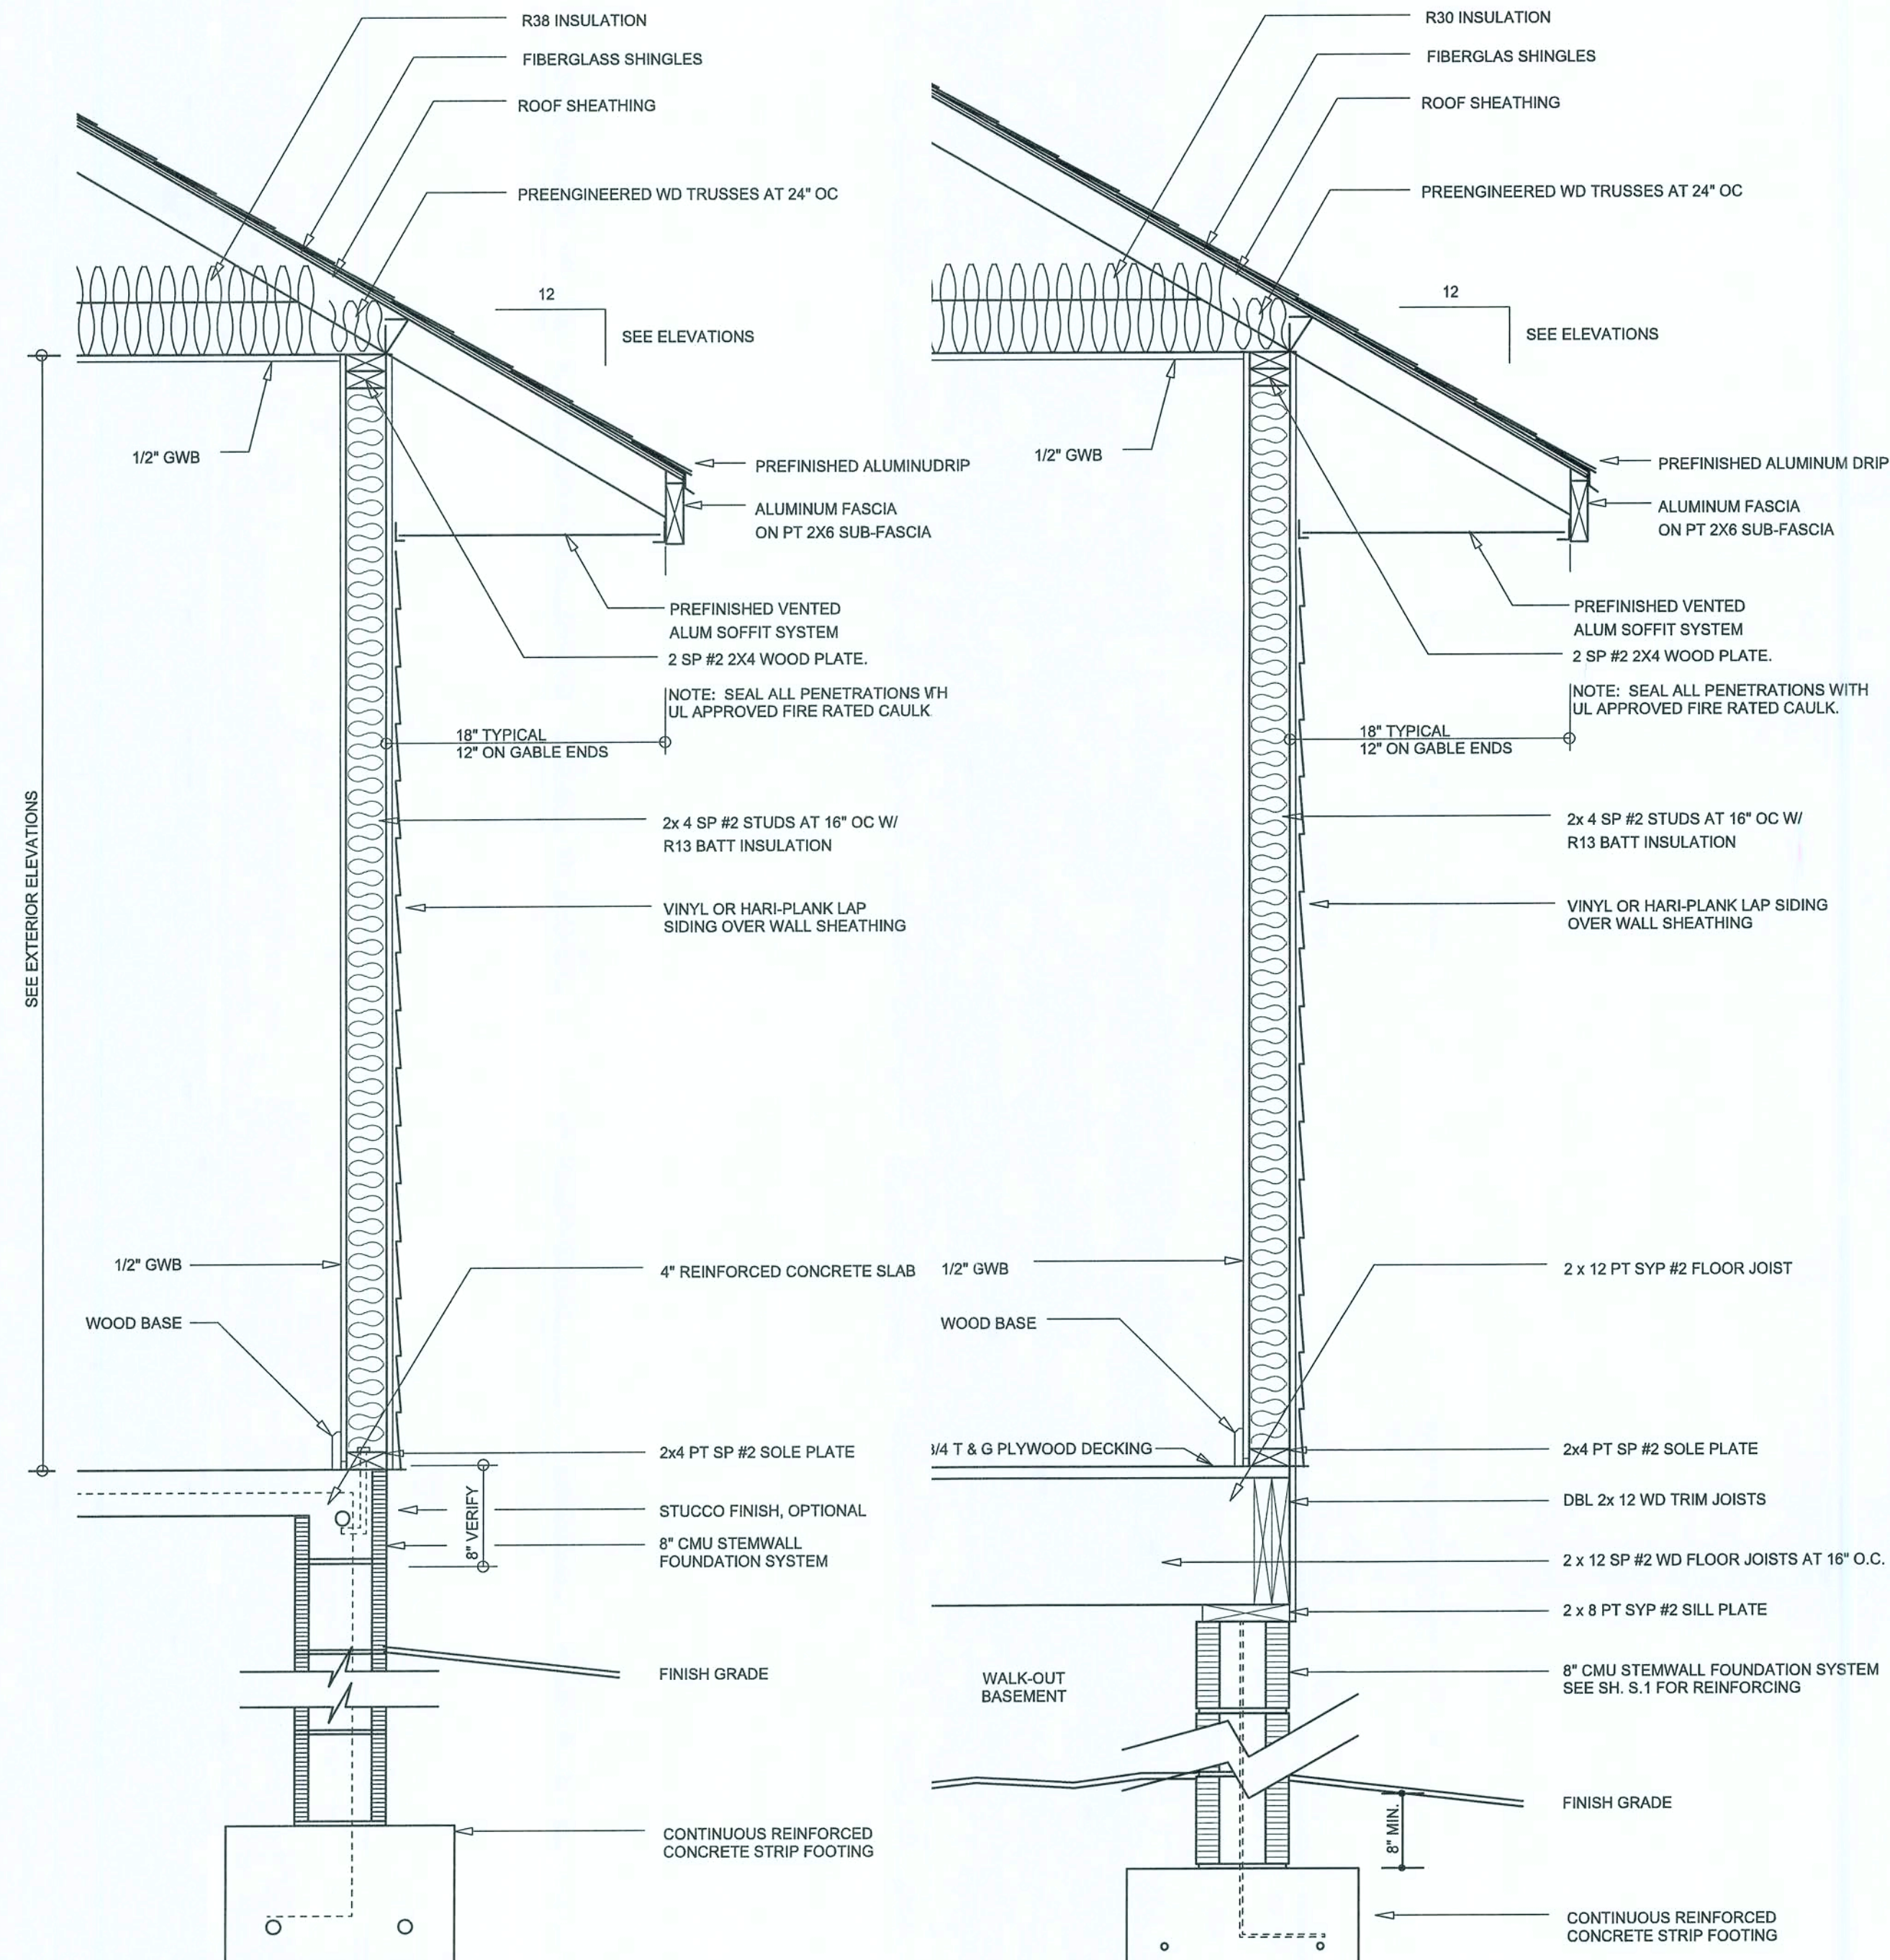 R38 INSULATION
FIBERGLASS SHINGLES
ROOF SHEATHING
PREENGINEERED WD TRUSSES AT 24" OC
12
SEE ELEVATIONS
1/2" GWB
PREFINISHED ALUMINUDRIP
ALUMINUM FASCIA
ON PT 2X6 SUB-FASCIA
PREFINISHED VENTED
ALUM SOFFIT SYSTEM
2 SP #2 2X4 WOOD PLATE.
NOTE: SEAL ALL PENETRATIONS
UL APPROVED FIRE RATED CAULK
18" TYPICAL
12" ON GABLE ENDS
SEE EXTERIOR ELEVATIONS
2x 4 SP #2 STUDS AT 16" OC W/
R13 BATT INSULATION
VINYL OR HARI-PLANK LAP
SIDING OVER WALL SHEATHING
1/2" GWB
4" REINFORCED CONCRETE SLAB
WOOD BASE
2x4 PT SP #2 SOLE PLATE
8" VERIFY
STUCCO FINISH, OPTIONAL
8" CMU STEMWALL
FOUNDATION SYSTEM
FINISH GRADE
CONTINUOUS REINFORCED
CONCRETE STRIP FOOTING
R30 INSULATION
FIBERGLAS SHINGLES
ROOF SHEATHING
PREENGINEERED WD TRUSSES AT 24" OC
12
SEE ELEVATIONS
1/2" GWB
PREFINISHED ALUMINUM DRIP
ALUMINUM FASCIA
ON PT 2X6 SUB-FASCIA
PREFINISHED VENTED
ALUM SOFFIT SYSTEM
2 SP #2 2X4 WOOD PLATE.
NOTE: SEAL ALL PENETRATIONS WITH
UL APPROVED FIRE RATED CAULK.
18" TYPICAL
12" ON GABLE ENDS
2x 4 SP #2 STUDS AT 16" OC W/
R13 BATT INSULATION
VINYL OR HARI-PLANK LAP SIDING
OVER WALL SHEATHING
1/2" GWB
2 x 12 PT SYP #2 FLOOR JOIST
WOOD BASE
3/4 T & G PLYWOOD DECKING
2x4 PT SP #2 SOLE PLATE
DBL 2x 12 WD TRIM JOISTS
2 x 12 SP #2 WD FLOOR JOISTS AT 16" O.C.
2 x 8 PT SYP #2 SILL PLATE
WALK-OUT
BASEMENT
8" CMU STEMWALL FOUNDATION SYSTEM
SEE SH. S.1 FOR REINFORCING
FINISH GRADE
8" MIN.
CONTINUOUS REINFORCED
CONCRETE STRIP FOOTING